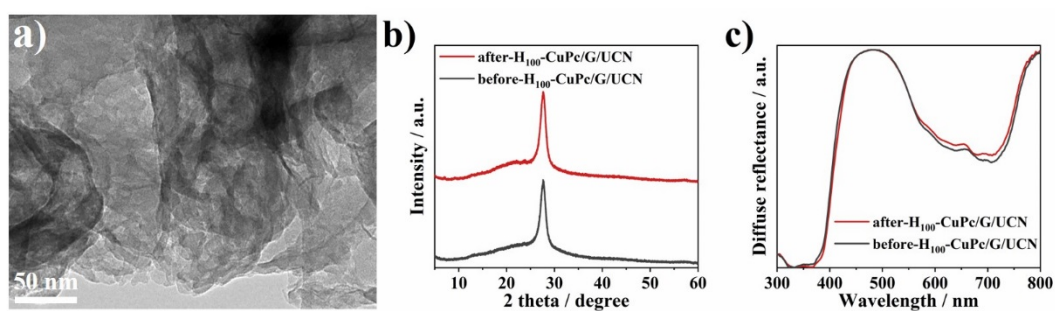 a)
50 nm
b)
after-H₁₀₀-CuPc/G/UCN
before-H₁₀₀-CuPc/G/UCN
Intensity / a.u.
10 20 30 40 50 60
2 theta / degree
c)
Diffuse reflectance / a.u.
after-H₁₀₀-CuPc/G/UCN
before-H₁₀₀-CuPc/G/UCN
300 400 500 600 700 800
Wavelength / nm